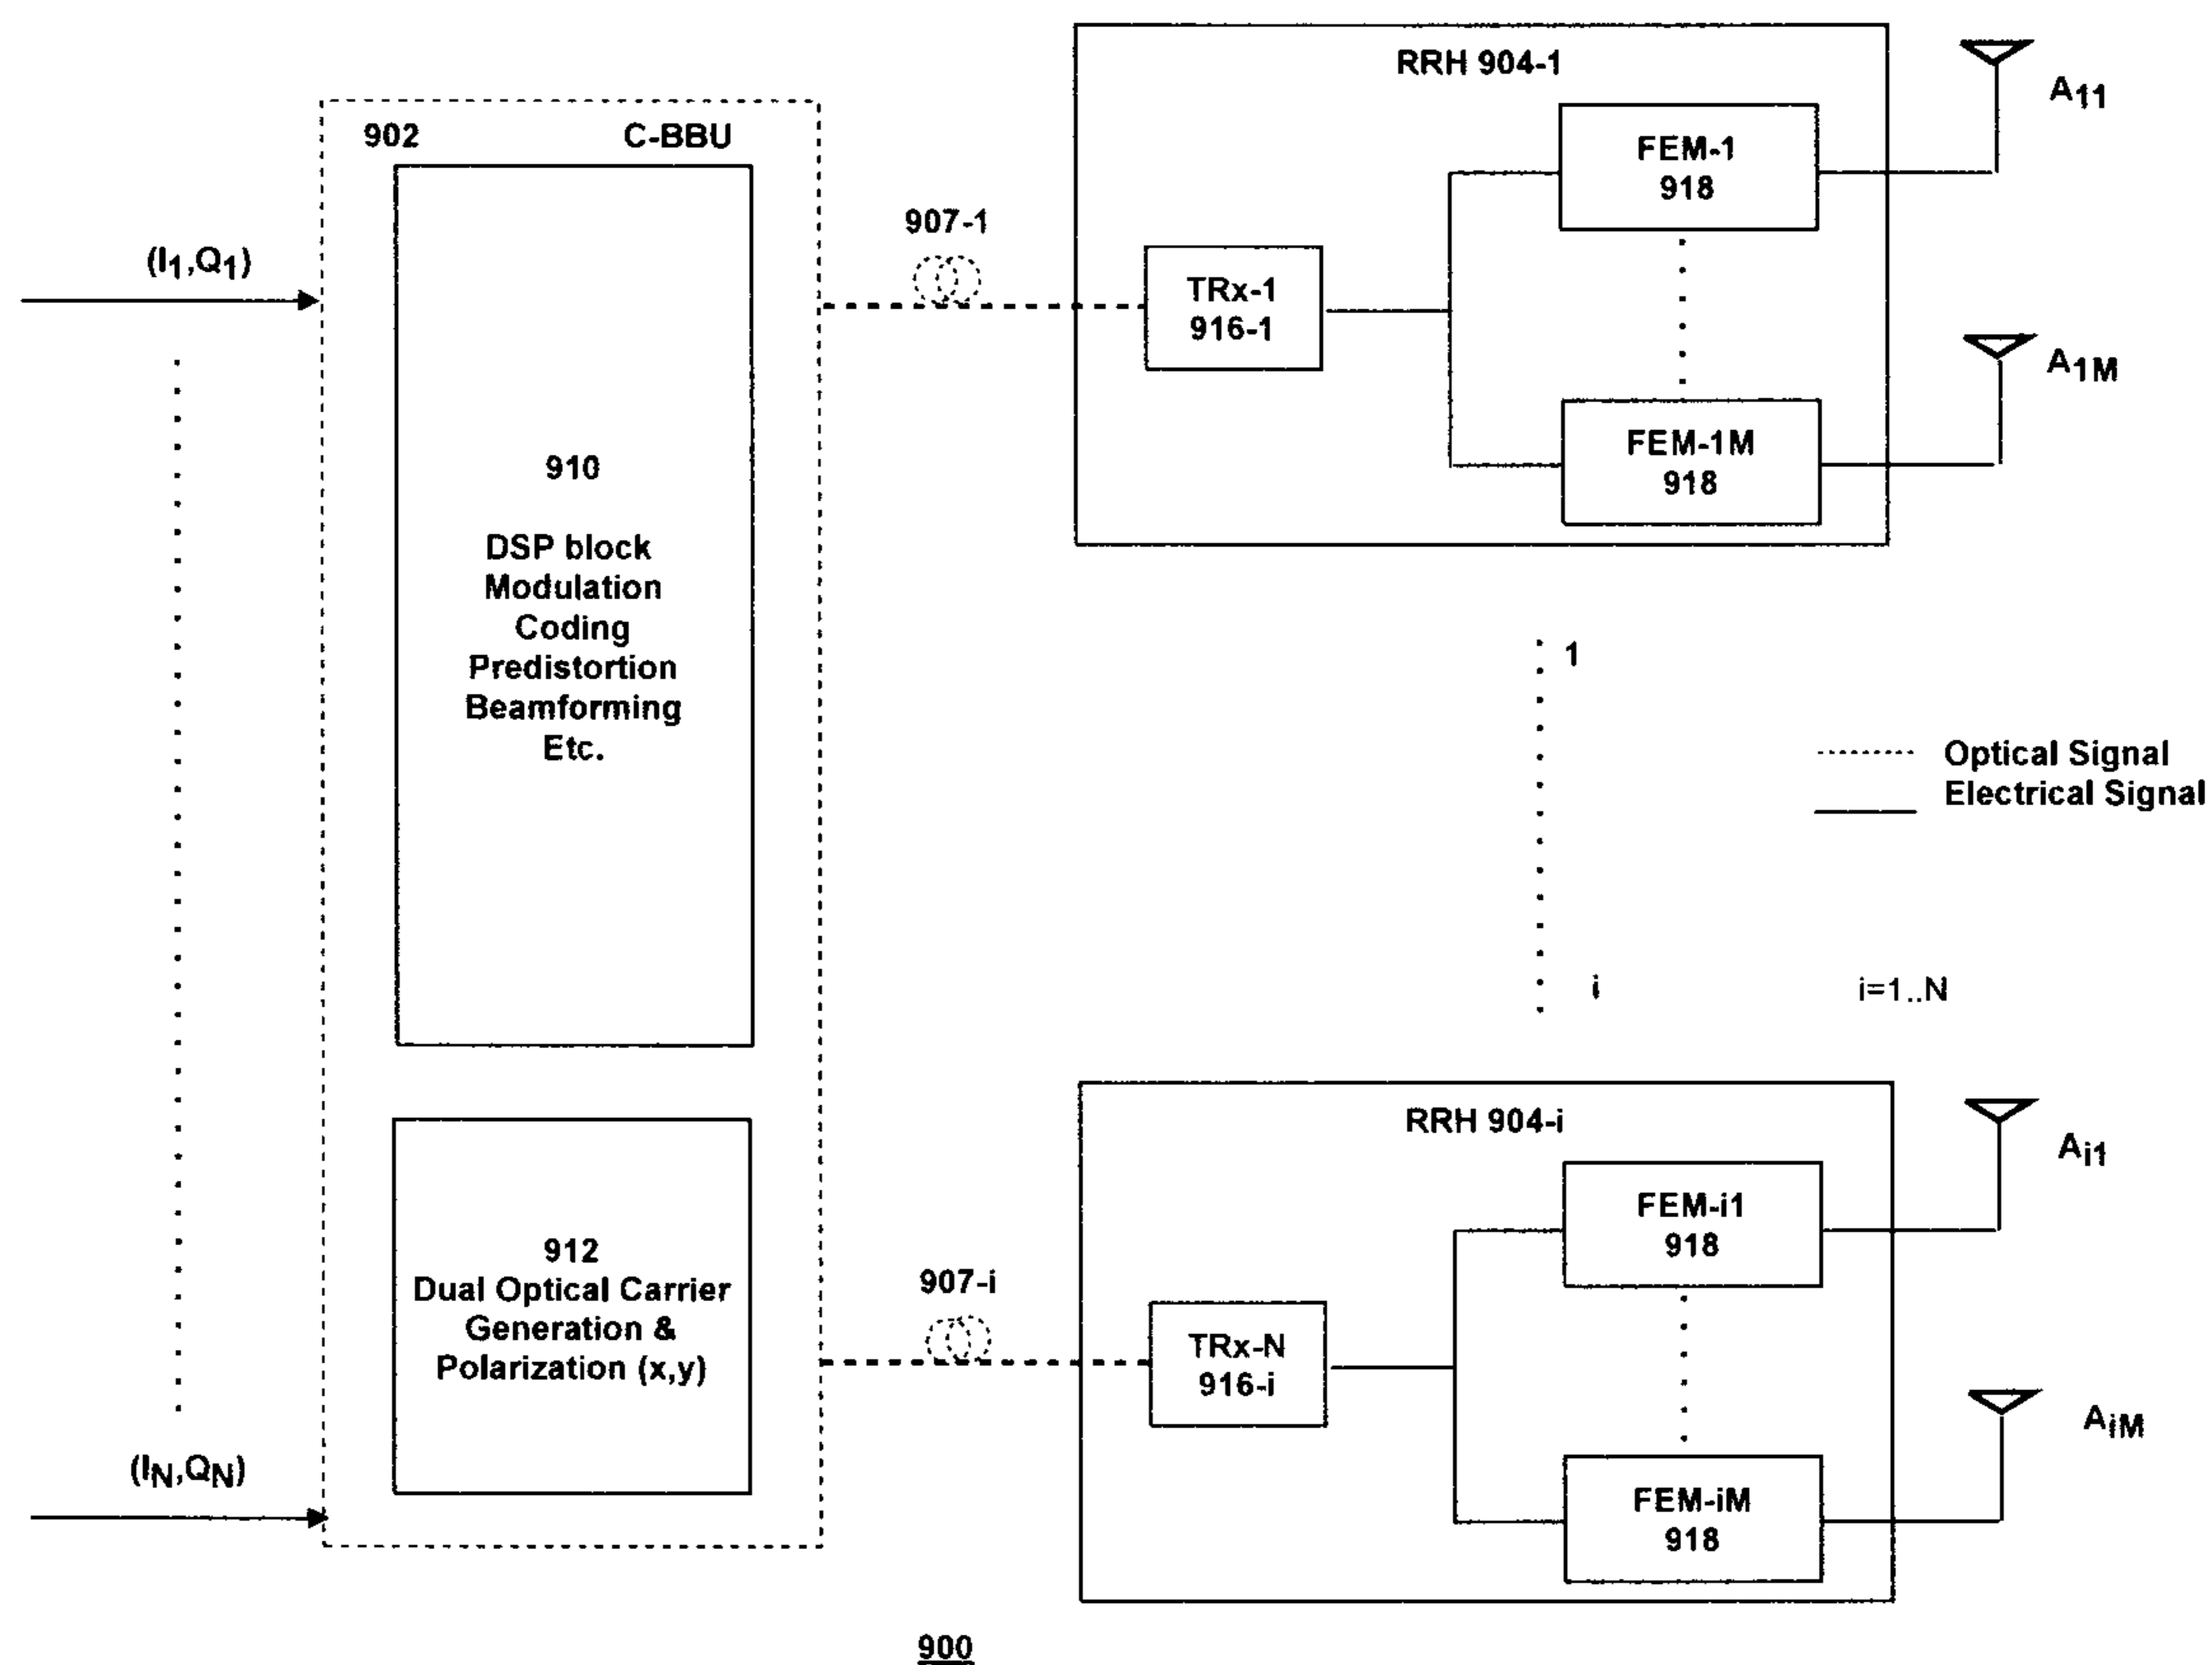 RRH 904-1
A11
902 C-BBU
FEM-1
918
907-1
(I1,Q1)
TRx-1
916-1
A1M
FEM-1M
918
910
DSP block
Modulation
Coding
Predistortion
Beamforming
Etc.
1
Optical Signal
Electrical Signal
i
i=1..N
RRH 904-i
Ai1
FEM-i1
918
912
Dual Optical Carrier
Generation &
Polarization (x,y)
907-i
TRx-N
916-i
AiM
(IN,QN)
FEM-iM
918
900